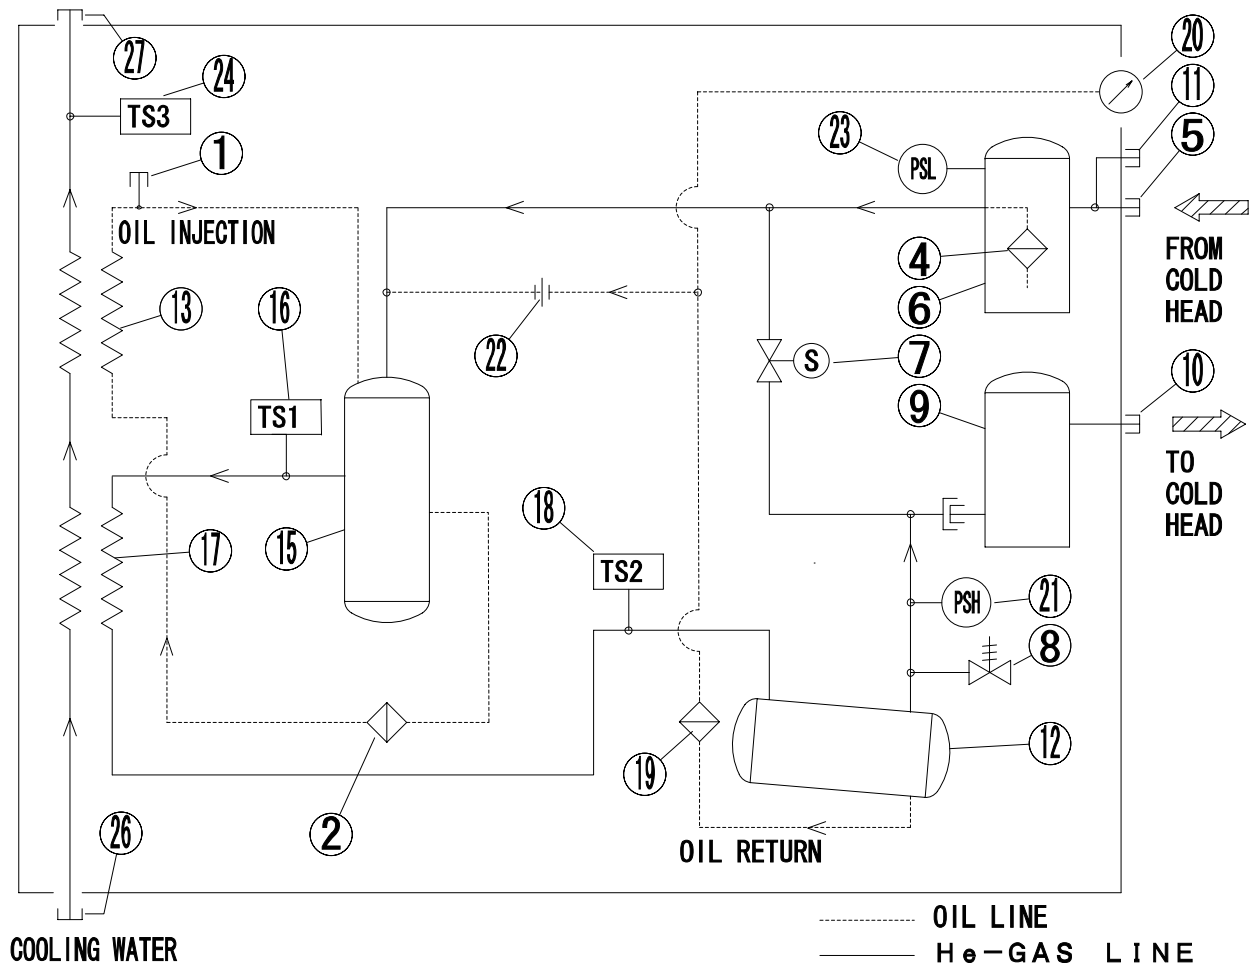 20
27
24
11
TS3
23
5
1
PSL
OIL INJECTION
4
FROM
COLD
HEAD
16
13
6
22
7
S
10
9
TS1
TO
COLD
HEAD
18
17
15
TS2
PSH
21
8
12
19
26
2
OIL RETURN
OIL LINE
COOLING WATER
He-GAS LINE